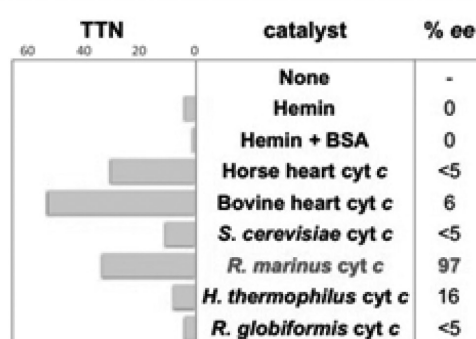 TTN catalyst % ee
60 40 20 0
None -
Hemin 0
Hemin + BSA 0
Horse heart cyt c <5
Bovine heart cyt c 6
S. cerevisiae cyt c <5
R. marinus cyt c 97
H. thermophilus cyt c 16
R. globiformis cyt c <5